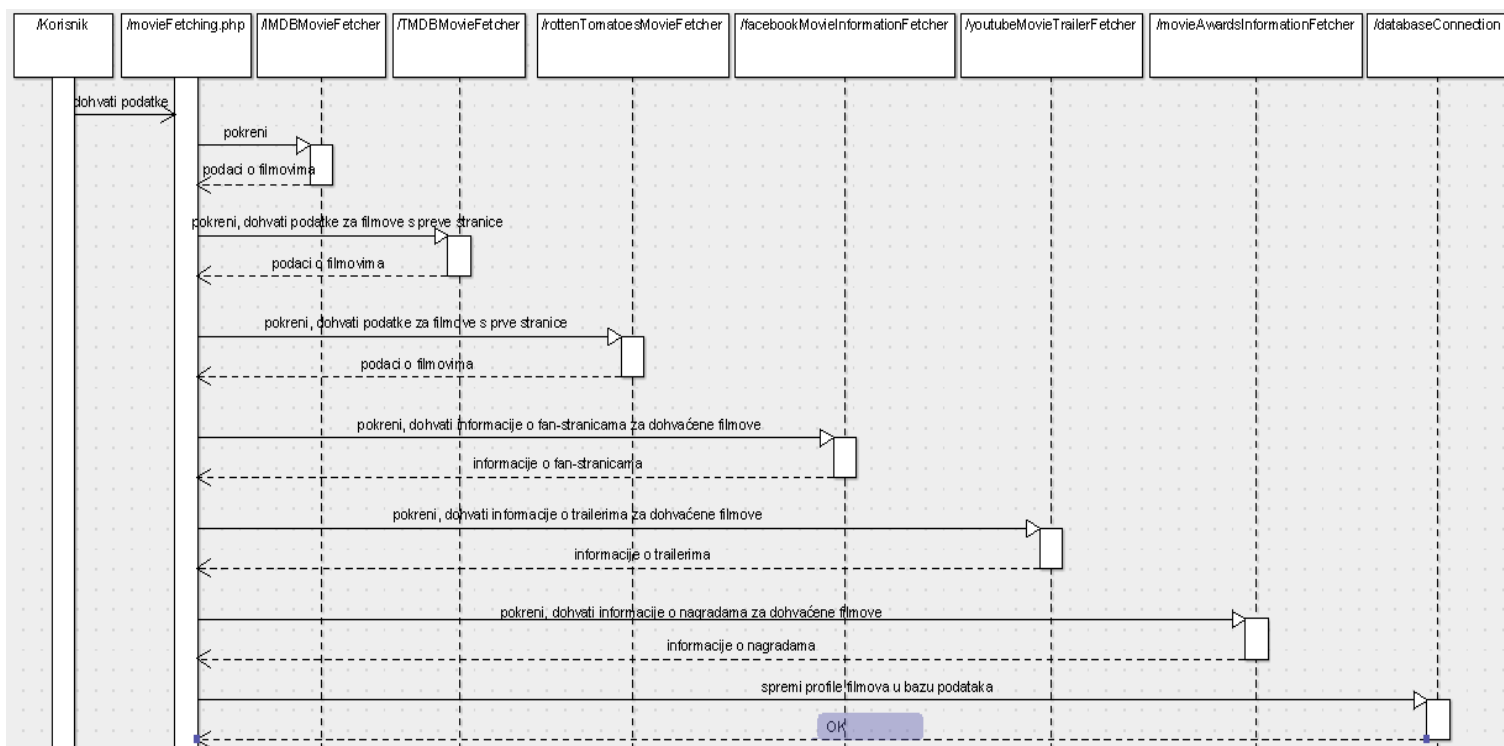 /Korisnik
/movieFetching.php
/IMDBMovieFetcher
/TMDBMovieFetcher
/rottenTomatoesMovieFetcher
/facebookMovieInformationFetcher
/youtubeMovieTrailerFetcher
/movieAwardsInformationFetcher
/databaseConnection
dohvati podatke
pokreni
podaci o filmovima
pokreni, dohvati podatke za filmove s preve stranice
podaci o filmovima
pokreni, dohvati podatke za filmove s prve stranice
podaci o filmovima
pokreni, dohvati informacije o fan-stranicama za dohvaćene filmove
informacije o fan-stranicama
pokreni, dohvati informacije o trailerima za dohvaćene filmove
informacije o trailerima
pokreni, dohvati informacije o nagradama za dohvaćene filmove
informacije o nagradama
spremi profile filmova u bazu podataka
OK